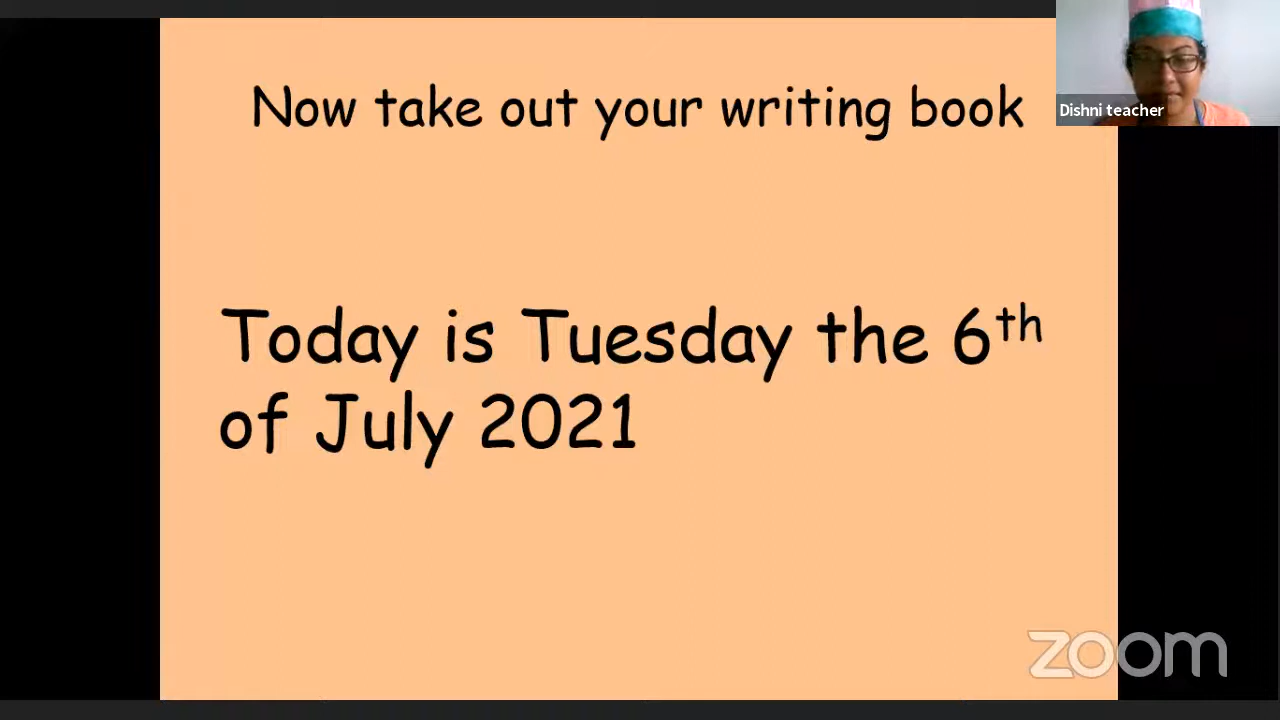 Now take out your writing book
Dishni teacher
Today is Tuesday the 6th
of July 2021
zoom